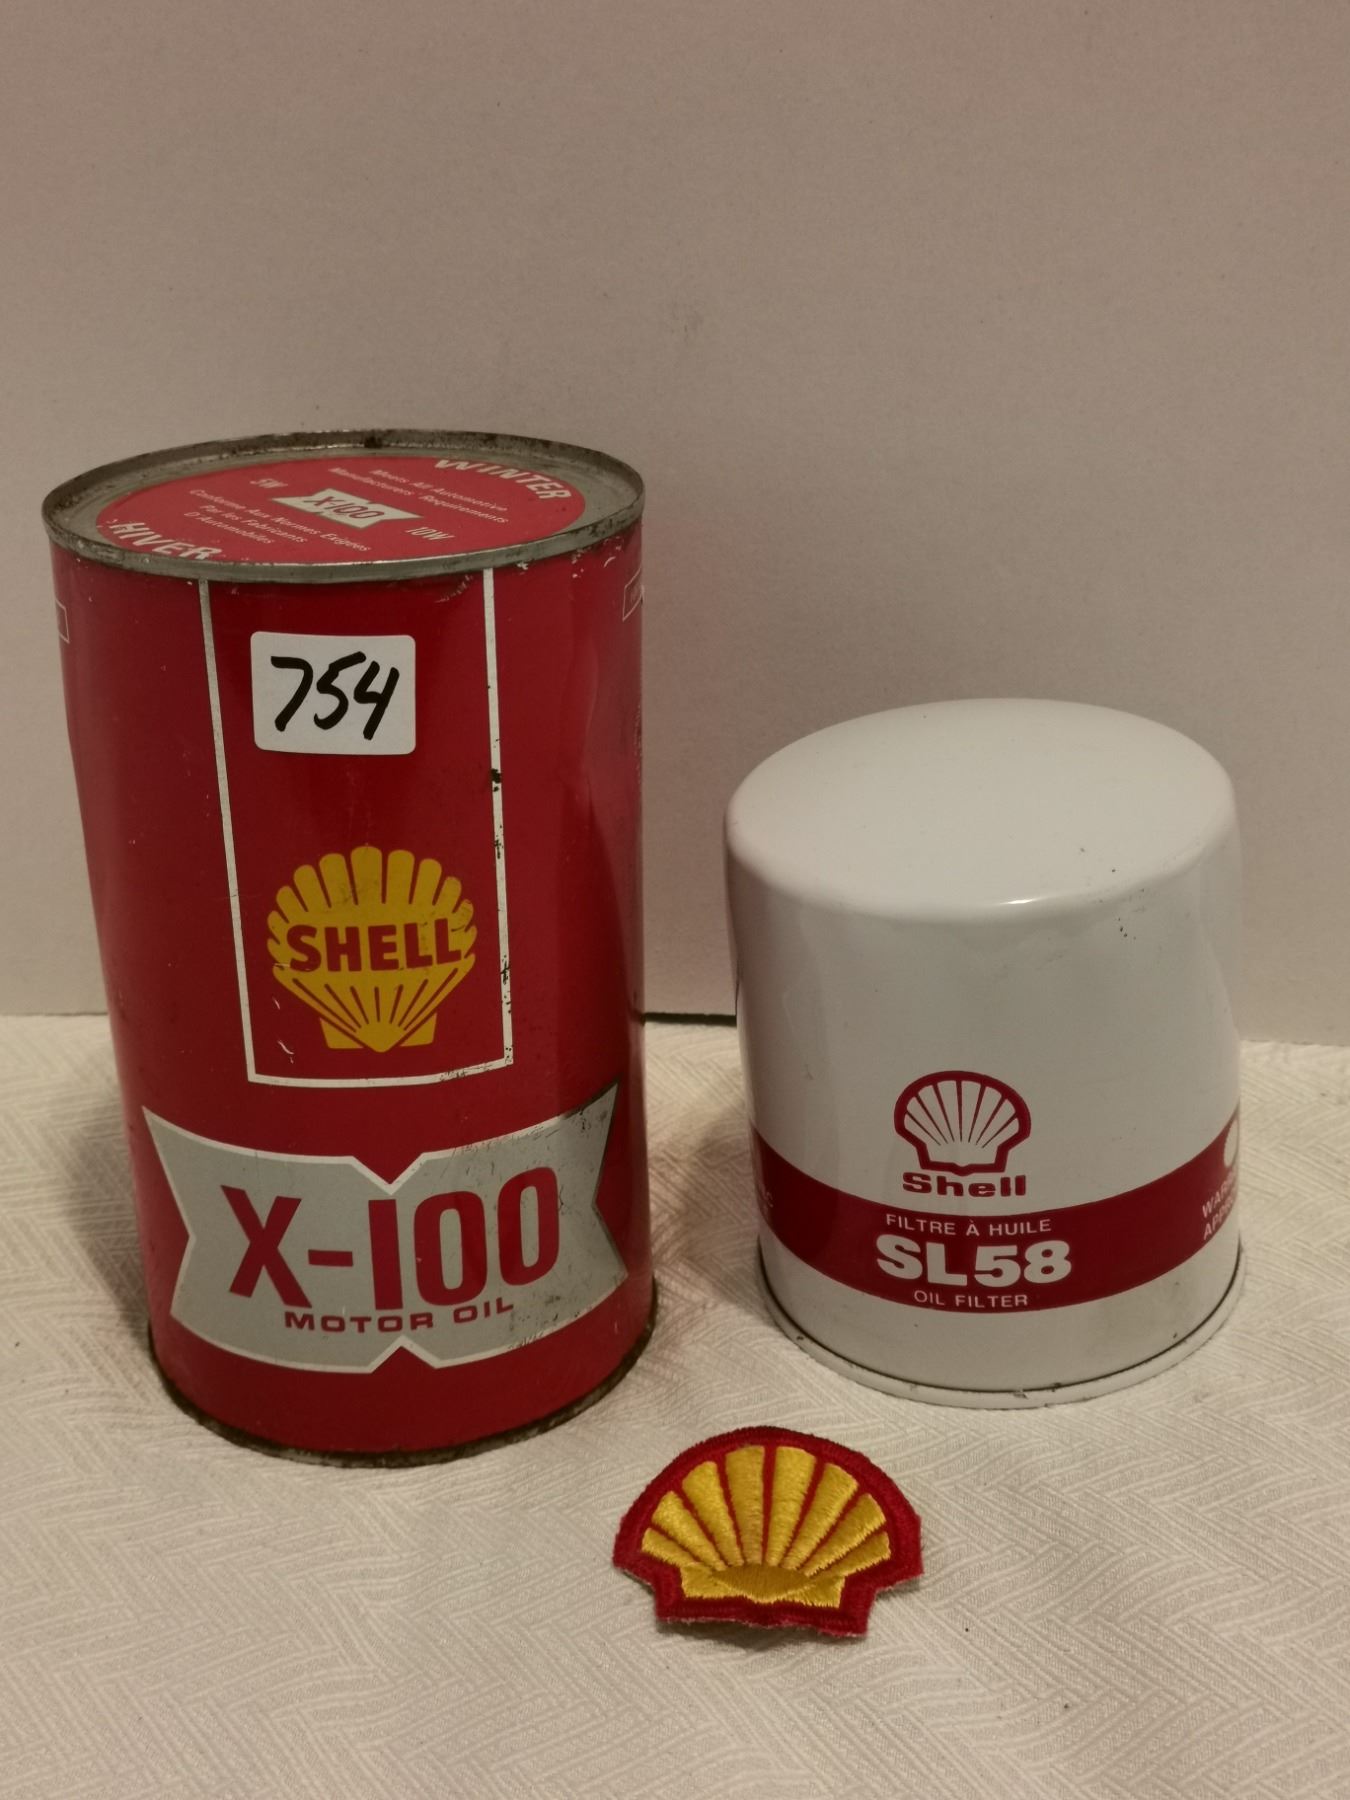 WINTER
Meets All Automotive
Manufacturers' Requirements
5W
X-100
10W
Conforme Aux Normes Exigées
Par les Fabricants
D'Automobiles
HIVER
754
SHELL
X-100
MOTOR OIL
Shell
FILTRE À HUILE
SL58
OIL FILTER